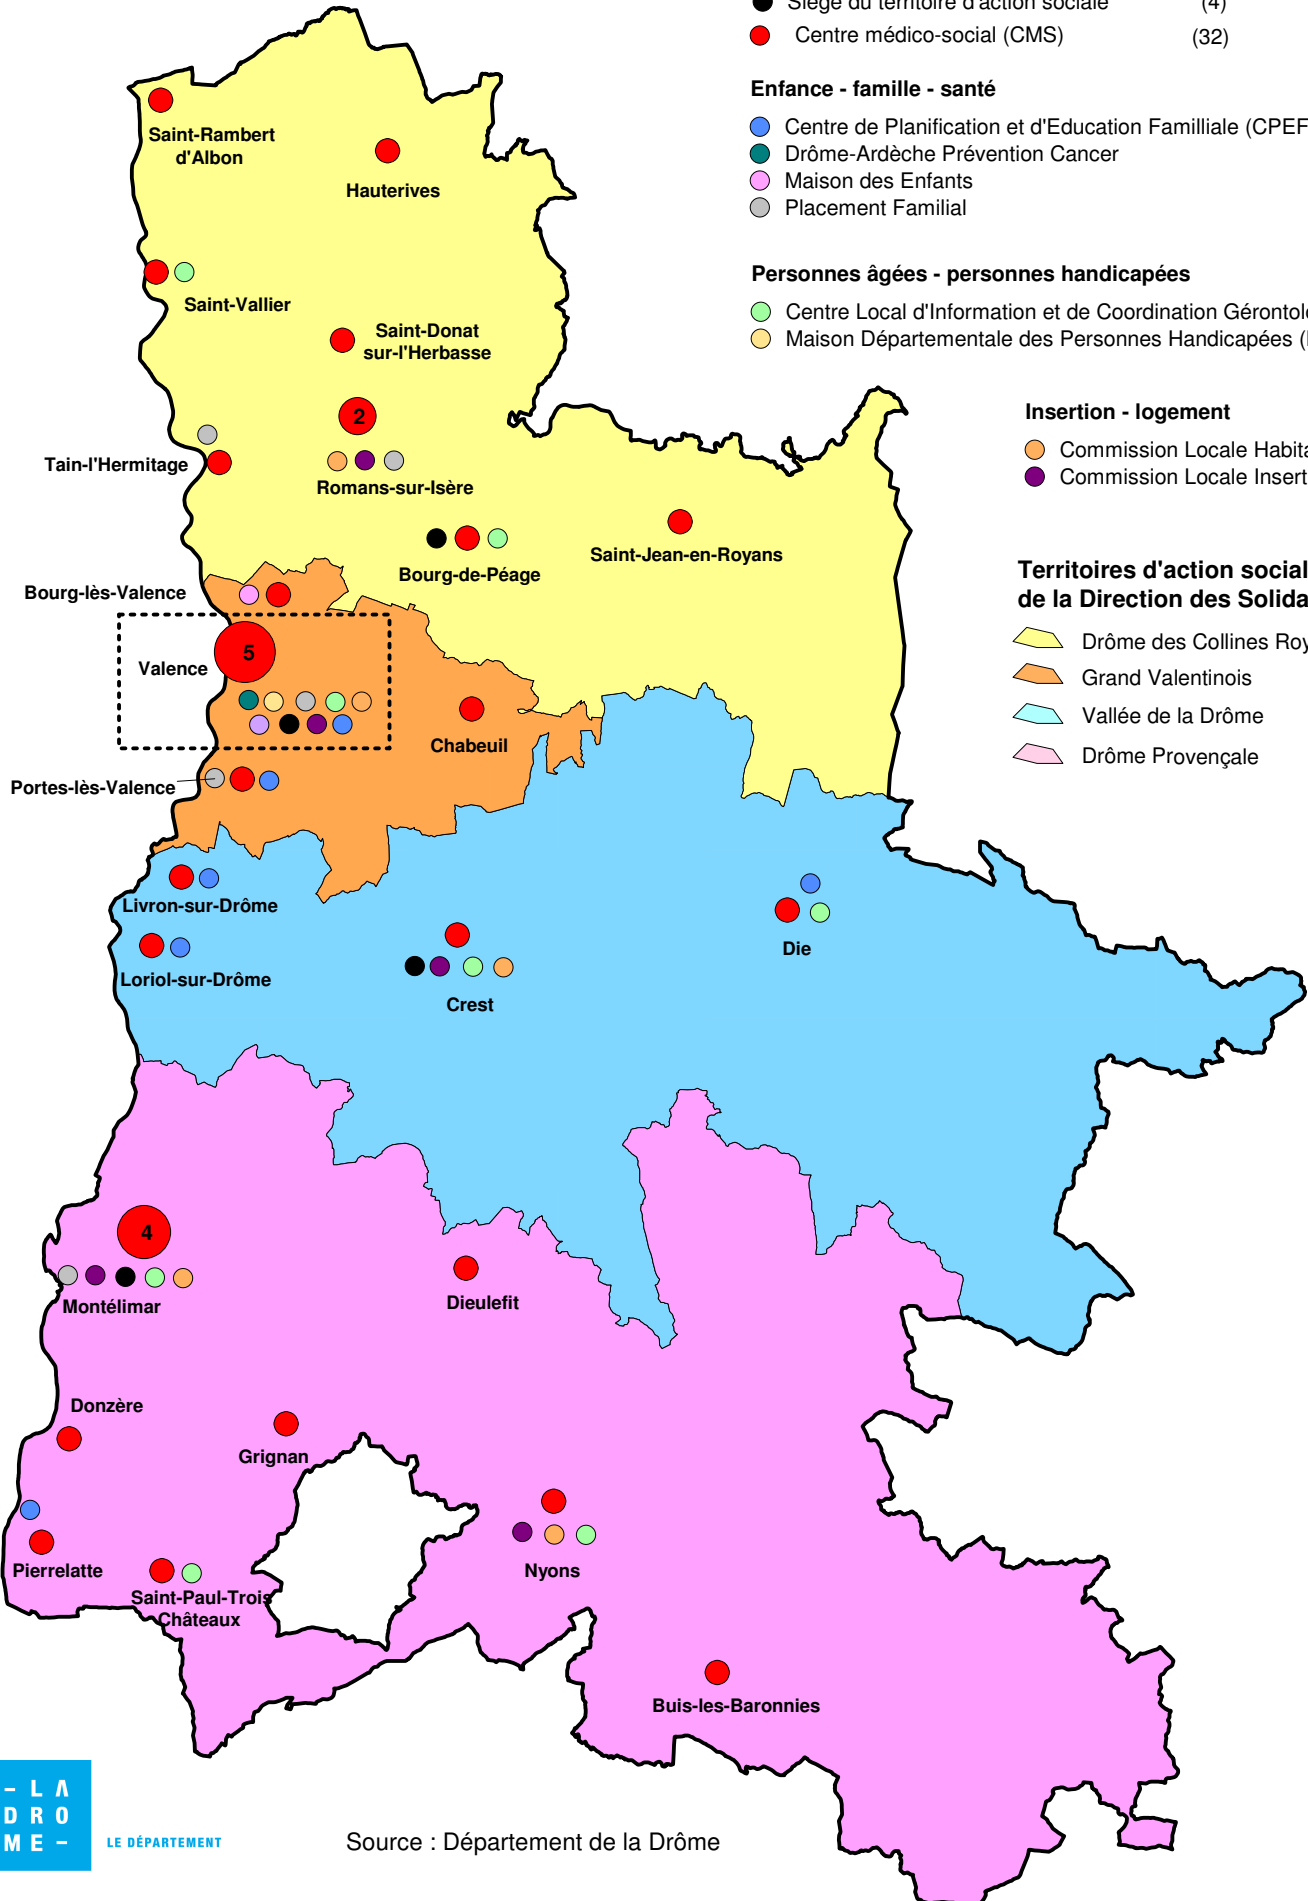 Siège du territoire d'action sociale (4)
Centre médico-social (CMS) (32)
Enfance - famille - santé
Centre de Planification et d'Education Familliale (CPEF
Drôme-Ardèche Prévention Cancer
Maison des Enfants
Placement Familial
Personnes âgées - personnes handicapées
Centre Local d'Information et de Coordination Gérontol
Maison Départementale des Personnes Handicapées (
Insertion - logement
Commission Locale Habita
Commission Locale Insert
Territoires d'action social
de la Direction des Solida
Drôme des Collines Roy
Grand Valentinois
Vallée de la Drôme
Drôme Provençale
Saint-Rambert
d'Albon
Hauterives
Saint-Vallier
Saint-Donat
sur-l'Herbasse
2
Tain-l'Hermitage
Romans-sur-Isère
Saint-Jean-en-Royans
Bourg-de-Péage
Bourg-lès-Valence
5
Valence
Chabeuil
Portes-lès-Valence
Livron-sur-Drôme
Die
Loriol-sur-Drôme
Crest
4
Montélimar
Dieulefit
Donzère
Grignan
Pierrelatte
Nyons
Saint-Paul-Trois
Châteaux
Buis-les-Baronnies
- LA
DRO
ME -
LE DÉPARTEMENT
Source : Département de la Drôme